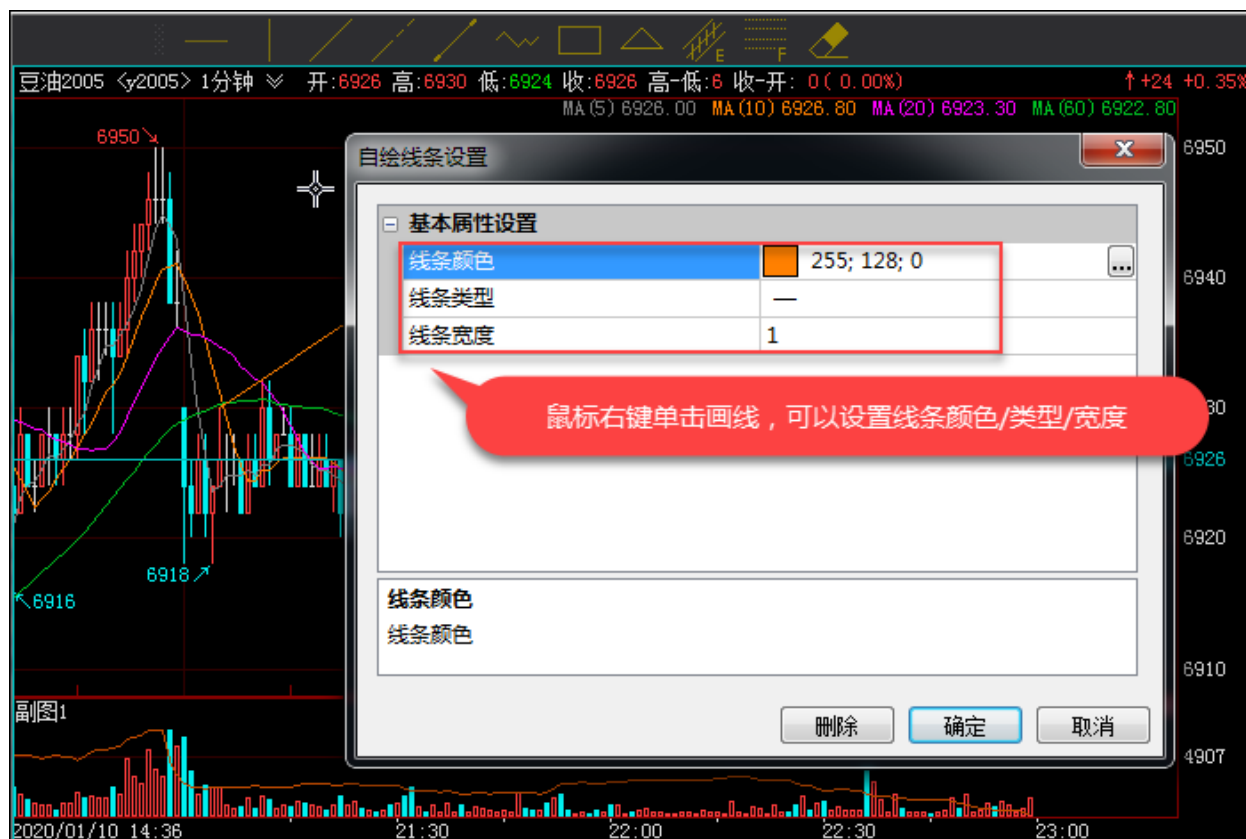 E
F
豆油2005 <y2005> 1分钟 开:6926 高:6930 低:6924 收:6926 高-低:6 收-开: 0( 0.00%) ↑+24 +0.35%
MA(5) 6926.00 MA(10) 6926.80 MA(20) 6923.30 MA(60) 6922.80
6950
自绘线条设置
6950
基本属性设置
线条颜色 255; 128; 0 ...
6940
线条类型 —
线条宽度 1
鼠标右键单击画线，可以设置线条颜色/类型/宽度
6926
6920
6918
6916
线条颜色
线条颜色
6910
副图1
删除 确定 取消
4907
2020/01/10 14:36 21:30 22:00 22:30 23:00